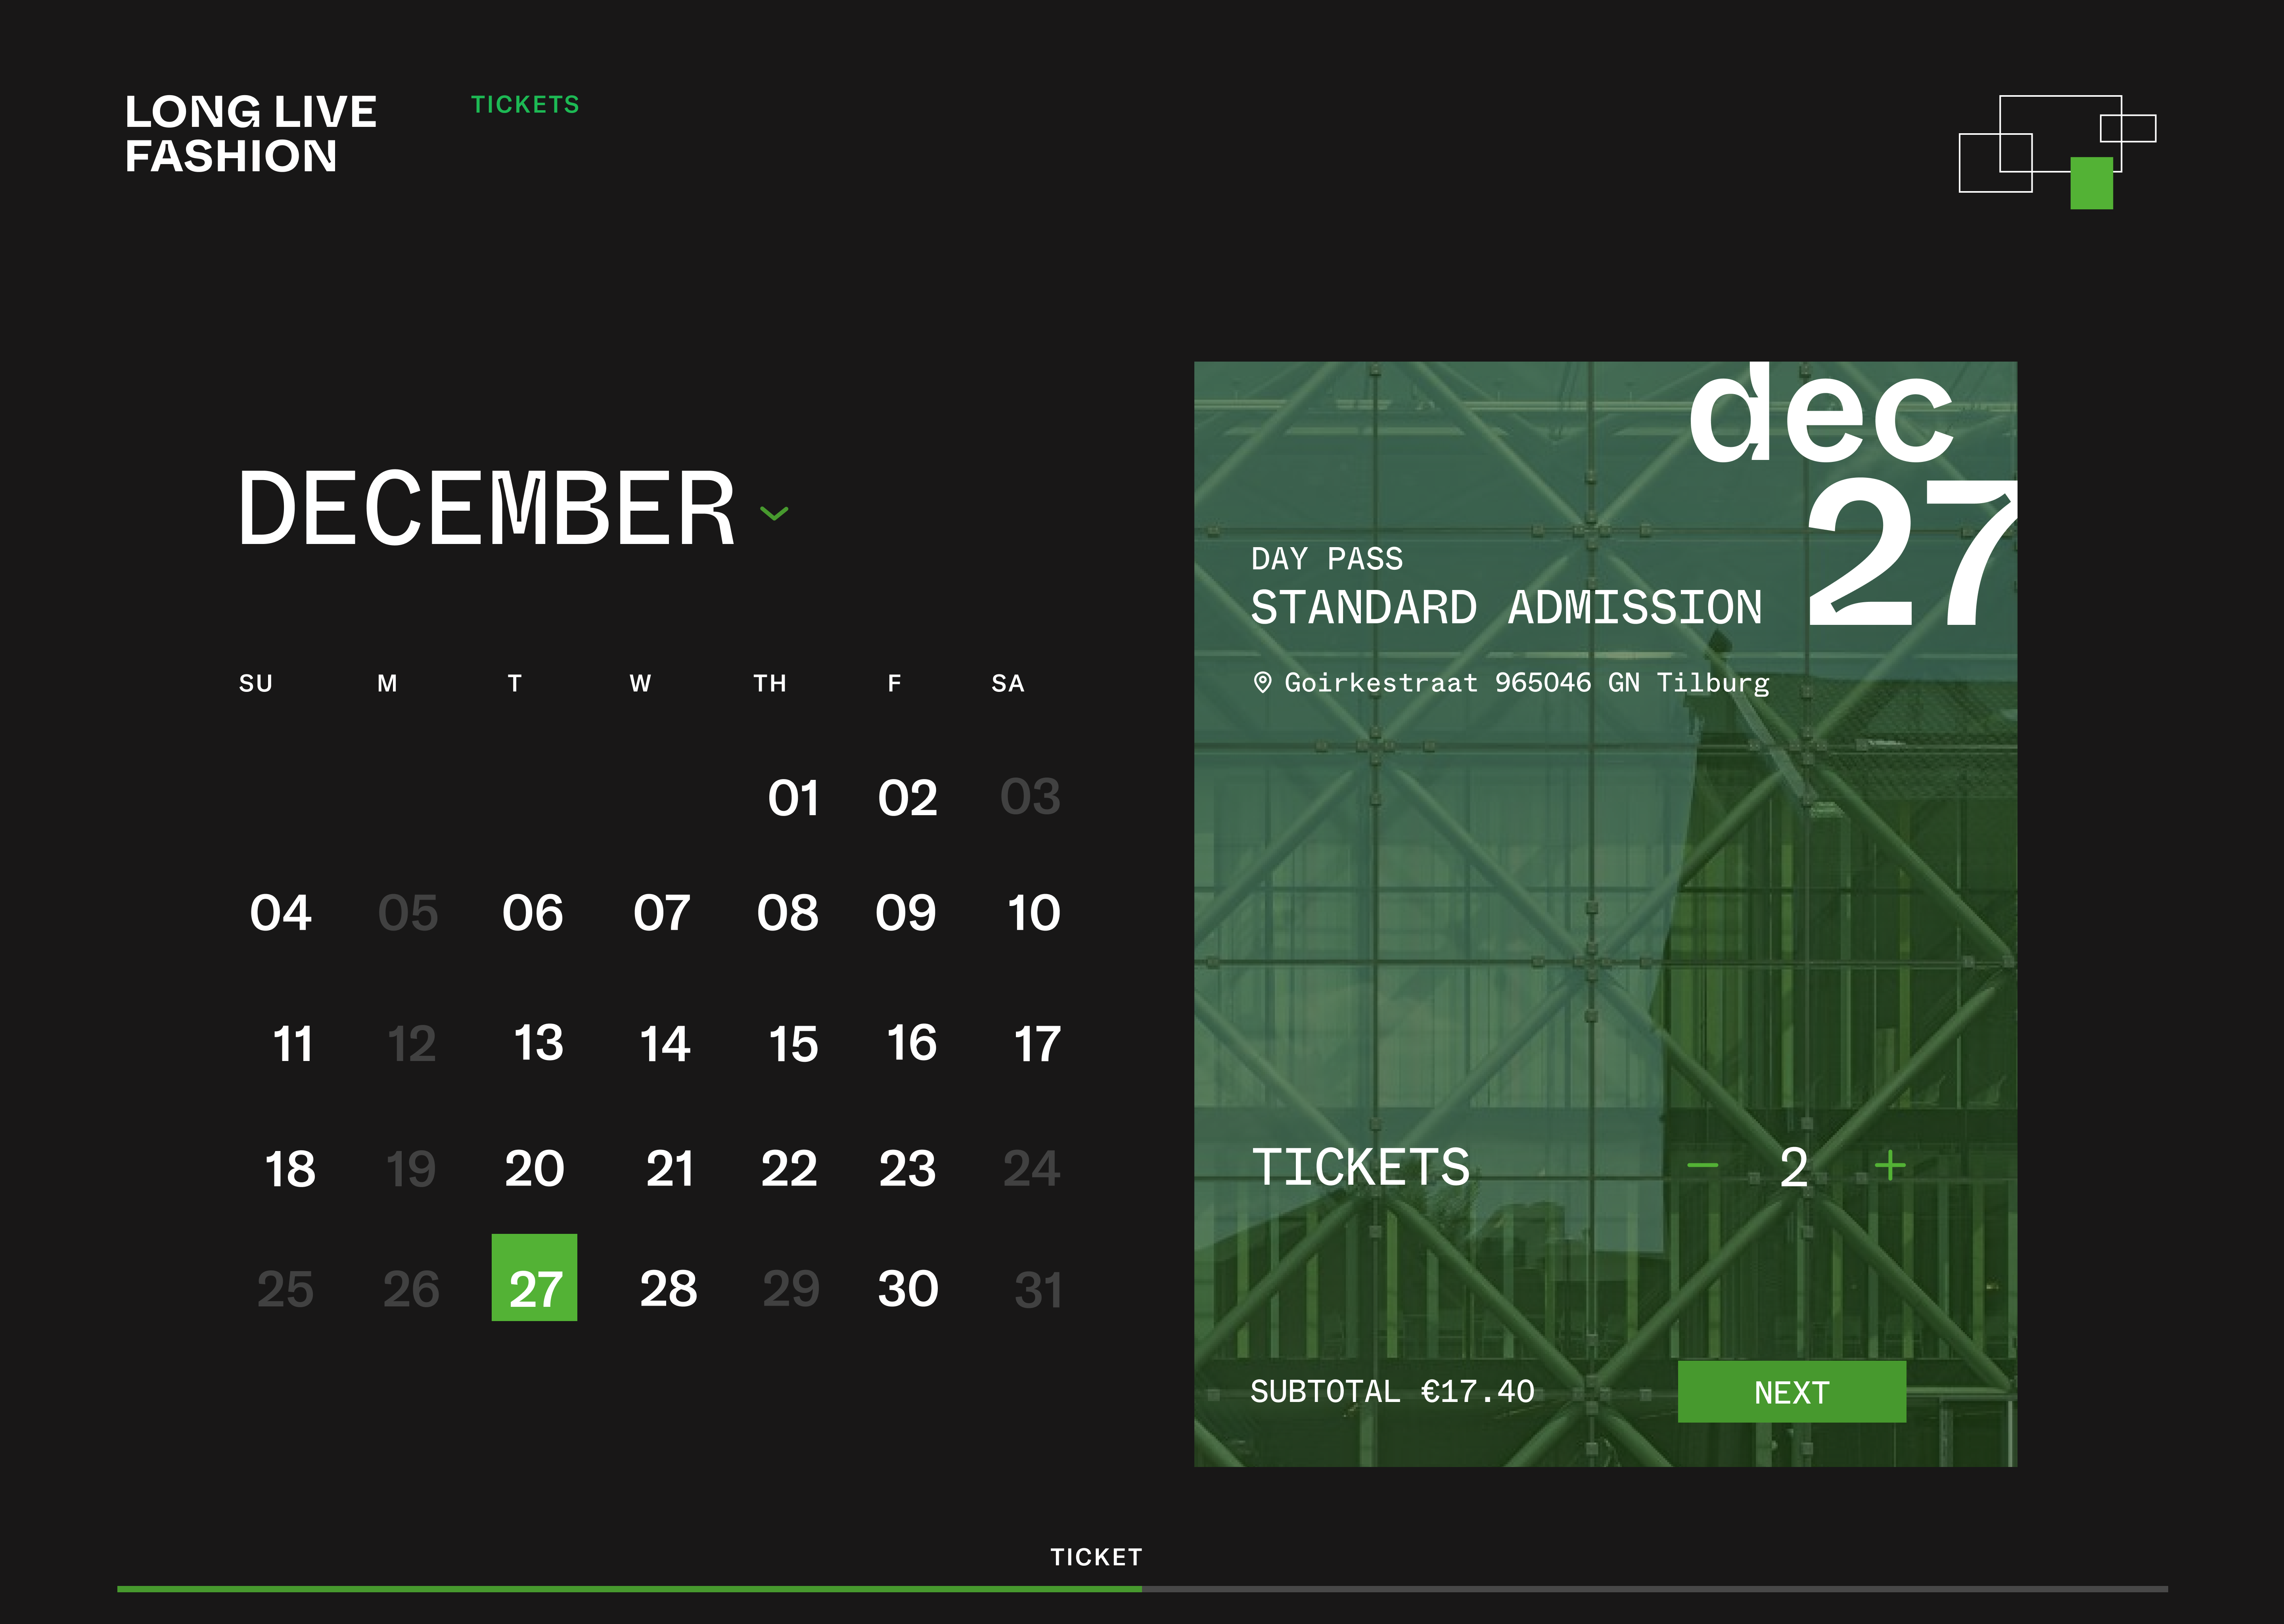 LONG LIVE
FASHION
TICKETS
DECEMBER
SU M T W TH F SA
01 02 03
04 05 06 07 08 09 10
11 12 13 14 15 16 17
18 19 20 21 22 23 24
25 26 27 28 29 30 31
dec
27
DAY PASS
STANDARD ADMISSION
Goirkestraat 965046 GN Tilburg
TICKETS − 2 +
SUBTOTAL €17.40
NEXT
TICKET